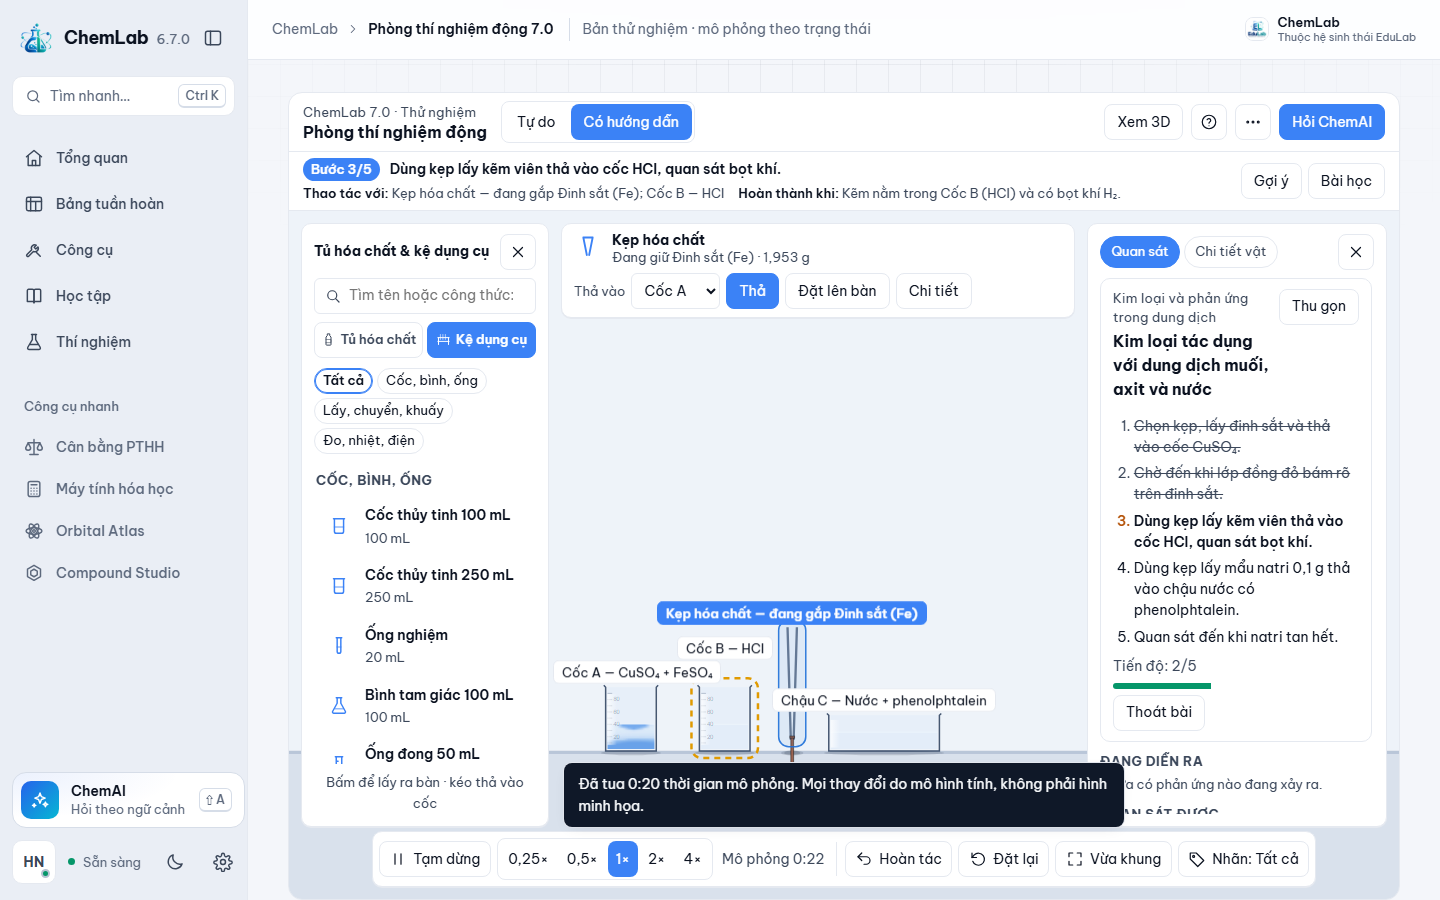 ChemLab 6.7.0
Tìm nhanh... Ctrl K
Tổng quan
Bảng tuần hoàn
Công cụ
Học tập
Thí nghiệm
Công cụ nhanh
Cân bằng PTHH
Máy tính hóa học
Orbital Atlas
Compound Studio
ChemAI
Hỏi theo ngữ cảnh
⇧ A
HN Sẵn sàng
ChemLab > Phòng thí nghiệm động 7.0 Bản thử nghiệm · mô phỏng theo trạng thái
ChemLab
Thuộc hệ sinh thái EduLab
ChemLab 7.0 · Thử nghiệm
Phòng thí nghiệm động
Tự do Có hướng dẫn
Xem 3D
Hỏi ChemAI
Bước 3/5 Dùng kẹp lấy kẽm viên thả vào cốc HCl, quan sát bọt khí.
Thao tác với: Kẹp hóa chất — đang gắp Đinh sắt (Fe); Cốc B — HCl Hoàn thành khi: Kẽm nằm trong Cốc B (HCl) và có bọt khí H₂.
Gợi ý Bài học
Tủ hóa chất & kệ dụng cụ
Tìm tên hoặc công thức:
Tủ hóa chất Kệ dụng cụ
Tất cả Cốc, bình, ống
Lấy, chuyển, khuấy
Đo, nhiệt, điện
CỐC, BÌNH, ỐNG
Cốc thủy tinh 100 mL
100 mL
Cốc thủy tinh 250 mL
250 mL
Ống nghiệm
20 mL
Bình tam giác 100 mL
100 mL
Ống đong 50 mL
Bấm để lấy ra bàn · kéo thả vào
cốc
Kẹp hóa chất
Đang giữ Đinh sắt (Fe) · 1,953 g
Thả vào Cốc A Thả Đặt lên bàn Chi tiết
Kẹp hóa chất — đang gắp Đinh sắt (Fe)
Cốc B — HCl
Cốc A — CuSO₄ + FeSO₄
Chậu C — Nước + phenolphtalein
Đã tua 0:20 thời gian mô phỏng. Mọi thay đổi do mô hình tính, không phải hình
minh họa.
Quan sát Chi tiết vật
Kim loại và phản ứng
trong dung dịch
Thu gọn
Kim loại tác dụng
với dung dịch muối,
axit và nước
1. Chọn kẹp, lấy đinh sắt và thả
vào cốc CuSO₄.
2. Chờ đến khi lớp đồng đỏ bám rõ
trên đinh sắt.
3. Dùng kẹp lấy kẽm viên thả vào
cốc HCl, quan sát bọt khí.
4. Dùng kẹp lấy mẩu natri 0,1 g thả
vào chậu nước có
phenolphtalein.
5. Quan sát đến khi natri tan hết.
Tiến độ: 2/5
Thoát bài
ĐANG DIỄN RA
có phản ứng nào đang xảy ra.
Tạm dừng 0,25× 0,5× 1× 2× 4× Mô phỏng 0:22 Hoàn tác Đặt lại Vừa khung Nhãn: Tất cả